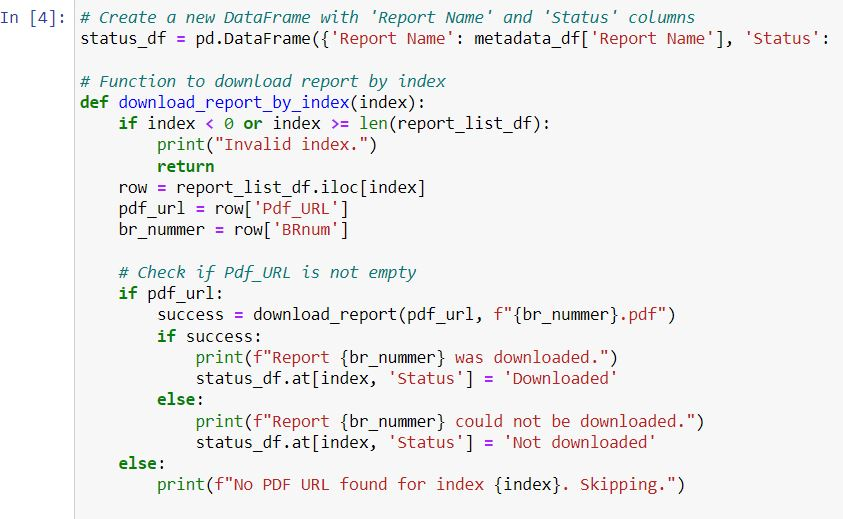 In [4]: # Create a new DataFrame with 'Report Name' and 'Status' columns
status_df = pd.DataFrame({'Report Name': metadata_df['Report Name'], 'Status':
# Function to download report by index
def download_report_by_index(index):
    if index < 0 or index >= len(report_list_df):
        print("Invalid index.")
        return
    row = report_list_df.iloc[index]
    pdf_url = row['Pdf_URL']
    br_nummer = row['BRnum']
    # Check if Pdf_URL is not empty
    if pdf_url:
        success = download_report(pdf_url, f"{br_nummer}.pdf")
        if success:
            print(f"Report {br_nummer} was downloaded.")
            status_df.at[index, 'Status'] = 'Downloaded'
        else:
            print(f"Report {br_nummer} could not be downloaded.")
            status_df.at[index, 'Status'] = 'Not downloaded'
    else:
        print(f"No PDF URL found for index {index}. Skipping.")